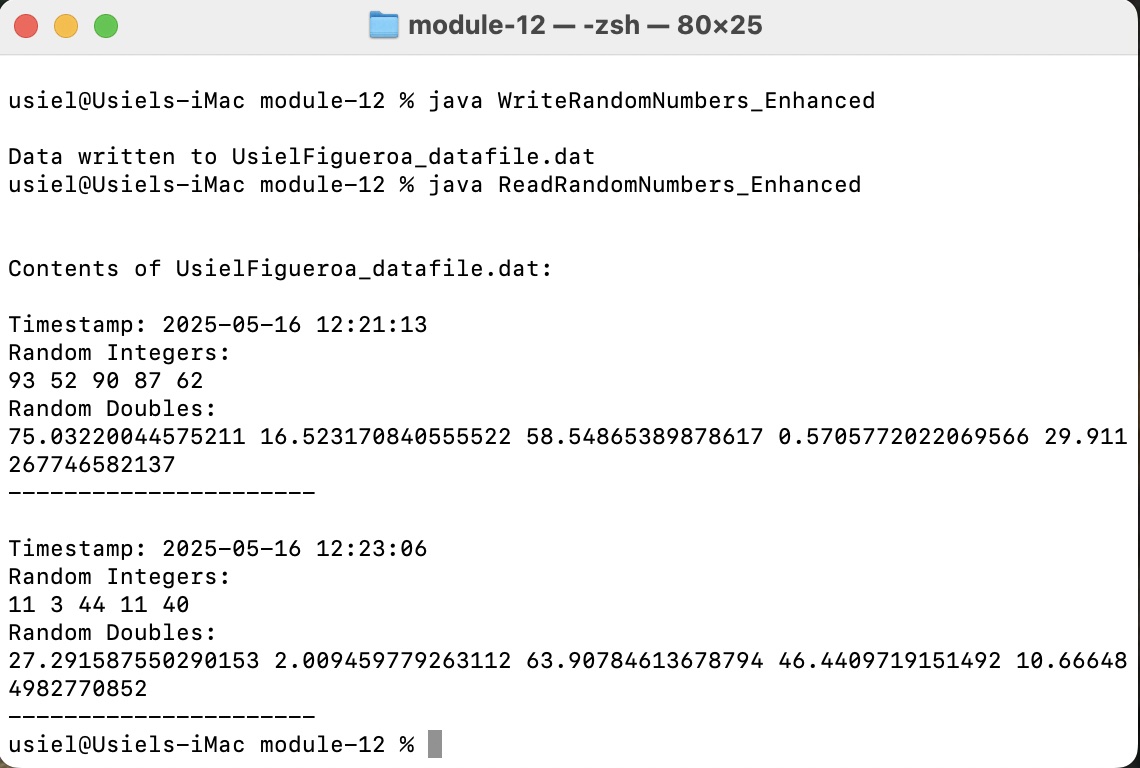 module-12 — -zsh — 80×25
usiel@Usiels-iMac module-12 % java WriteRandomNumbers_Enhanced
Data written to UsielFigueroa_datafile.dat
usiel@Usiels-iMac module-12 % java ReadRandomNumbers_Enhanced
Contents of UsielFigueroa_datafile.dat:
Timestamp: 2025-05-16 12:21:13
Random Integers:
93 52 90 87 62
Random Doubles:
75.03220044575211 16.523170840555522 58.54865389878617 0.5705772022069566 29.911
267746582137
----------------------
Timestamp: 2025-05-16 12:23:06
Random Integers:
11 3 44 11 40
Random Doubles:
27.291587550290153 2.009459779263112 63.90784613678794 46.4409719151492 10.66648
4982770852
----------------------
usiel@Usiels-iMac module-12 %